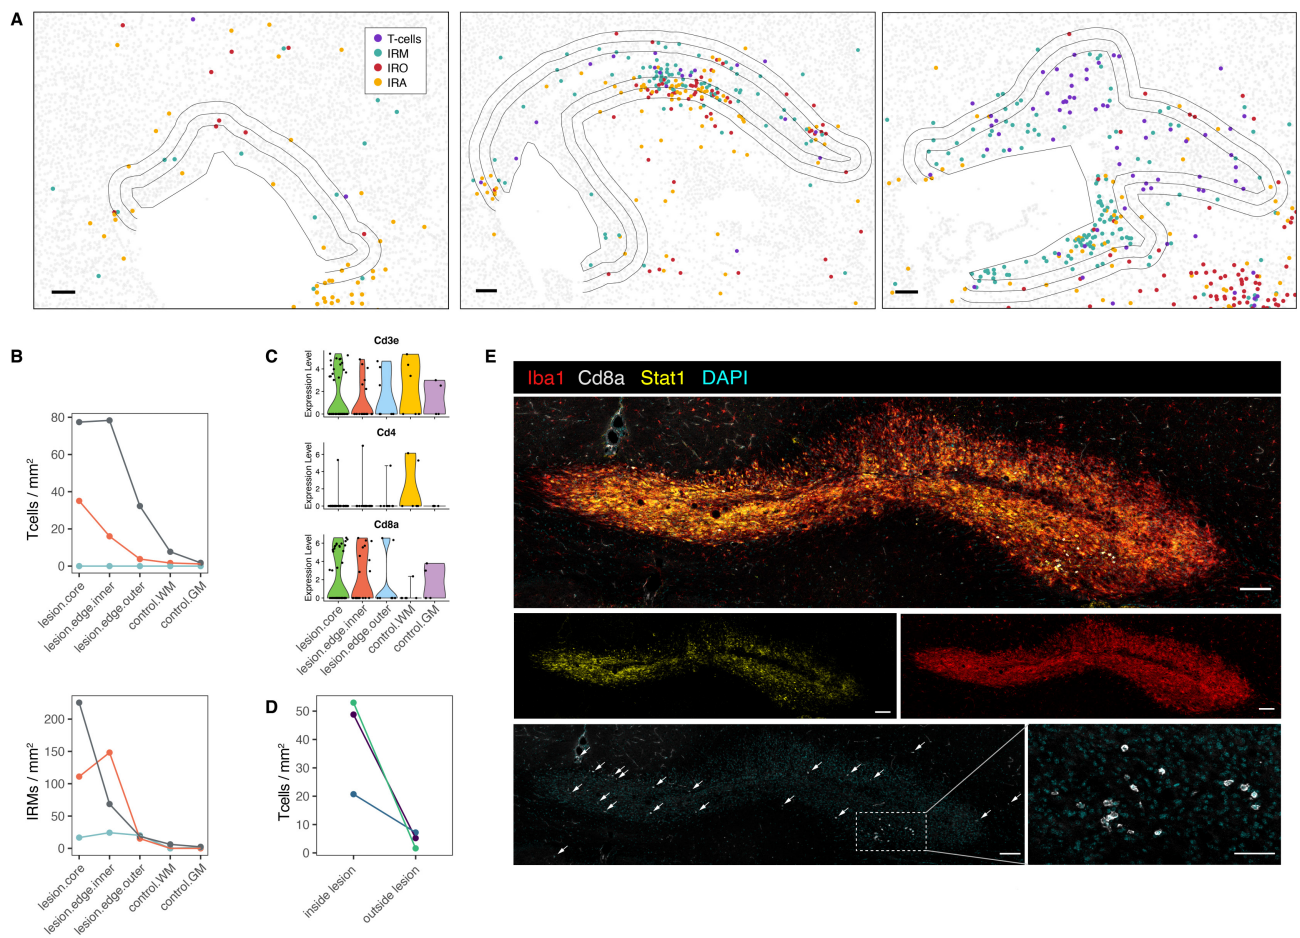 A
T-cells
IRM
IRO
IRA
B
Tcells / mm²
80
60
40
20
0
lesion.core
lesion.edge.inner
lesion.edge.outer
control.WM
control.GM
IRMs / mm²
200
150
100
50
0
lesion.core
lesion.edge.inner
lesion.edge.outer
control.WM
control.GM
C
Cd3e
Expression Level
4
2
0
Cd4
Expression Level
6
4
2
0
Cd8a
Expression Level
6
4
2
0
lesion.core
lesion.edge.inner
lesion.edge.outer
control.WM
control.GM
D
Tcells / mm²
50
40
30
20
10
0
inside lesion
outside lesion
E
Iba1 Cd8a Stat1 DAPI